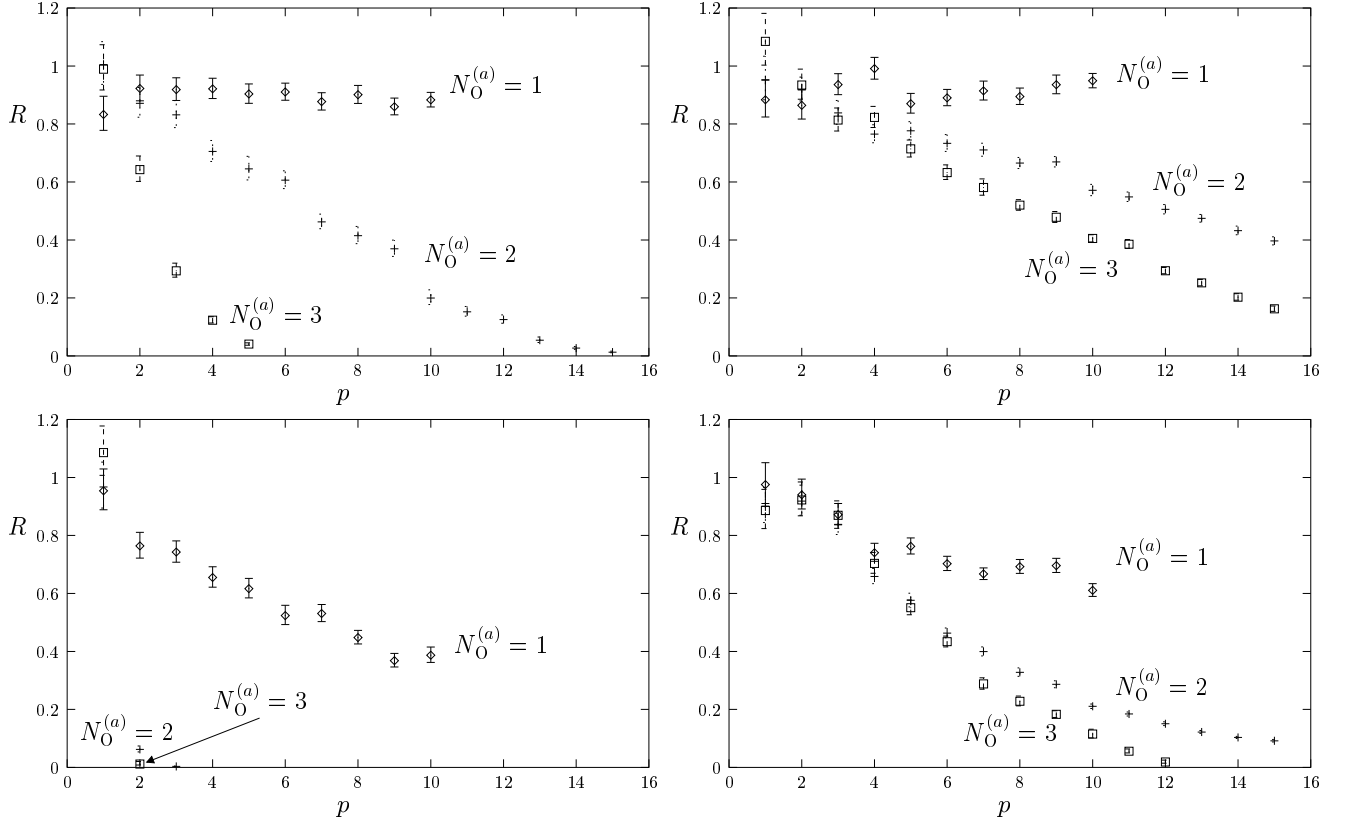 1.2
1
0.8
0.6
0.4
0.2
0
R
N_O^{(a)} = 1
N_O^{(a)} = 2
N_O^{(a)} = 3
0 2 4 6 8 10 12 14 16
p
1.2
1
0.8
0.6
0.4
0.2
0
R
N_O^{(a)} = 1
N_O^{(a)} = 2
N_O^{(a)} = 3
0 2 4 6 8 10 12 14 16
p
1.2
1
0.8
0.6
0.4
0.2
0
R
N_O^{(a)} = 1
N_O^{(a)} = 3
N_O^{(a)} = 2
0 2 4 6 8 10 12 14 16
p
1.2
1
0.8
0.6
0.4
0.2
0
R
N_O^{(a)} = 1
N_O^{(a)} = 2
N_O^{(a)} = 3
0 2 4 6 8 10 12 14 16
p